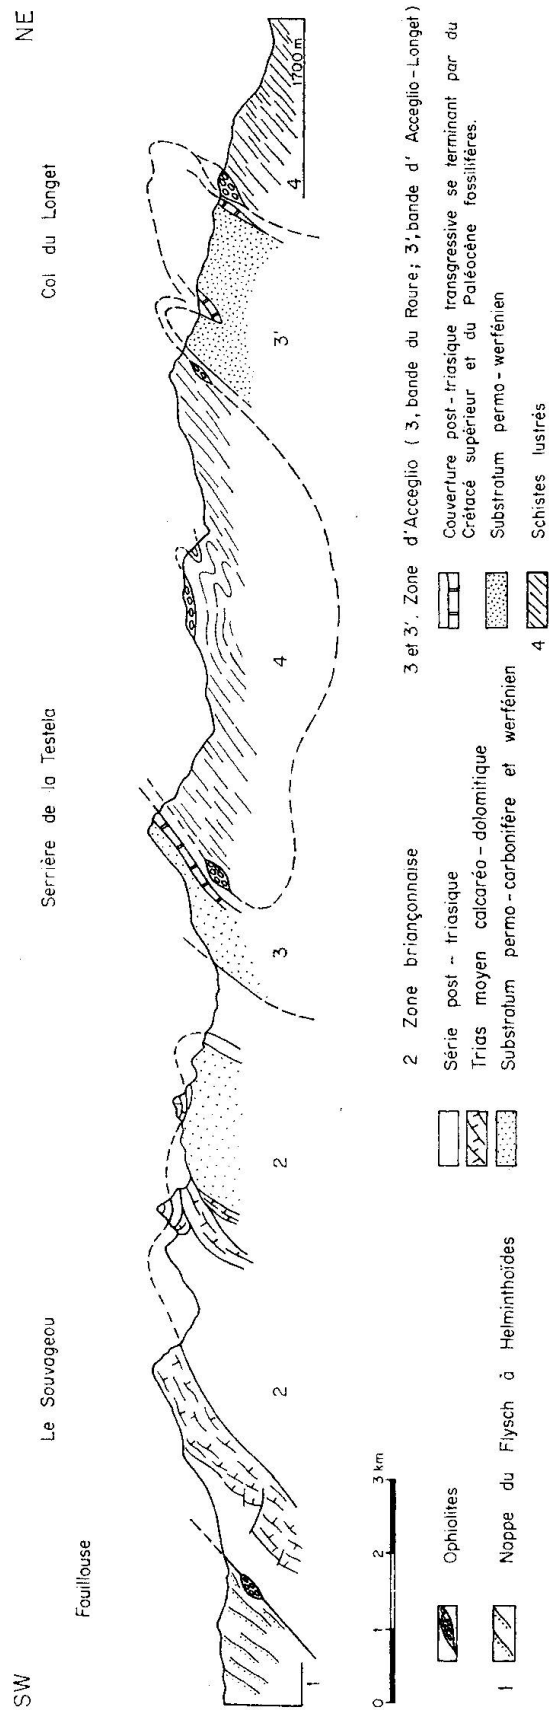 SW
NE
Fouillouse
Le Souvageou
Serrière de la Testela
Col du Longet
1
2
2
3
4
3'
4
1700 m
0 1 2 3 km
Ophiolites
1 Nappe du Flysch à Helminthoïdes
2 Zone briançonnaise
Série post-triasique
Trias moyen calcaréo-dolomitique
Substratum permo-carbonifère et werfénien
3 et 3'. Zone d'Acceglio (3, bande du Roure; 3', bande d'Acceglio-Longet)
Couverture post-triasique transgressive se terminant par du
Crétacé supérieur et du Paléocène fossilifères.
Substratum permo-werfénien
4 Schistes lustrés